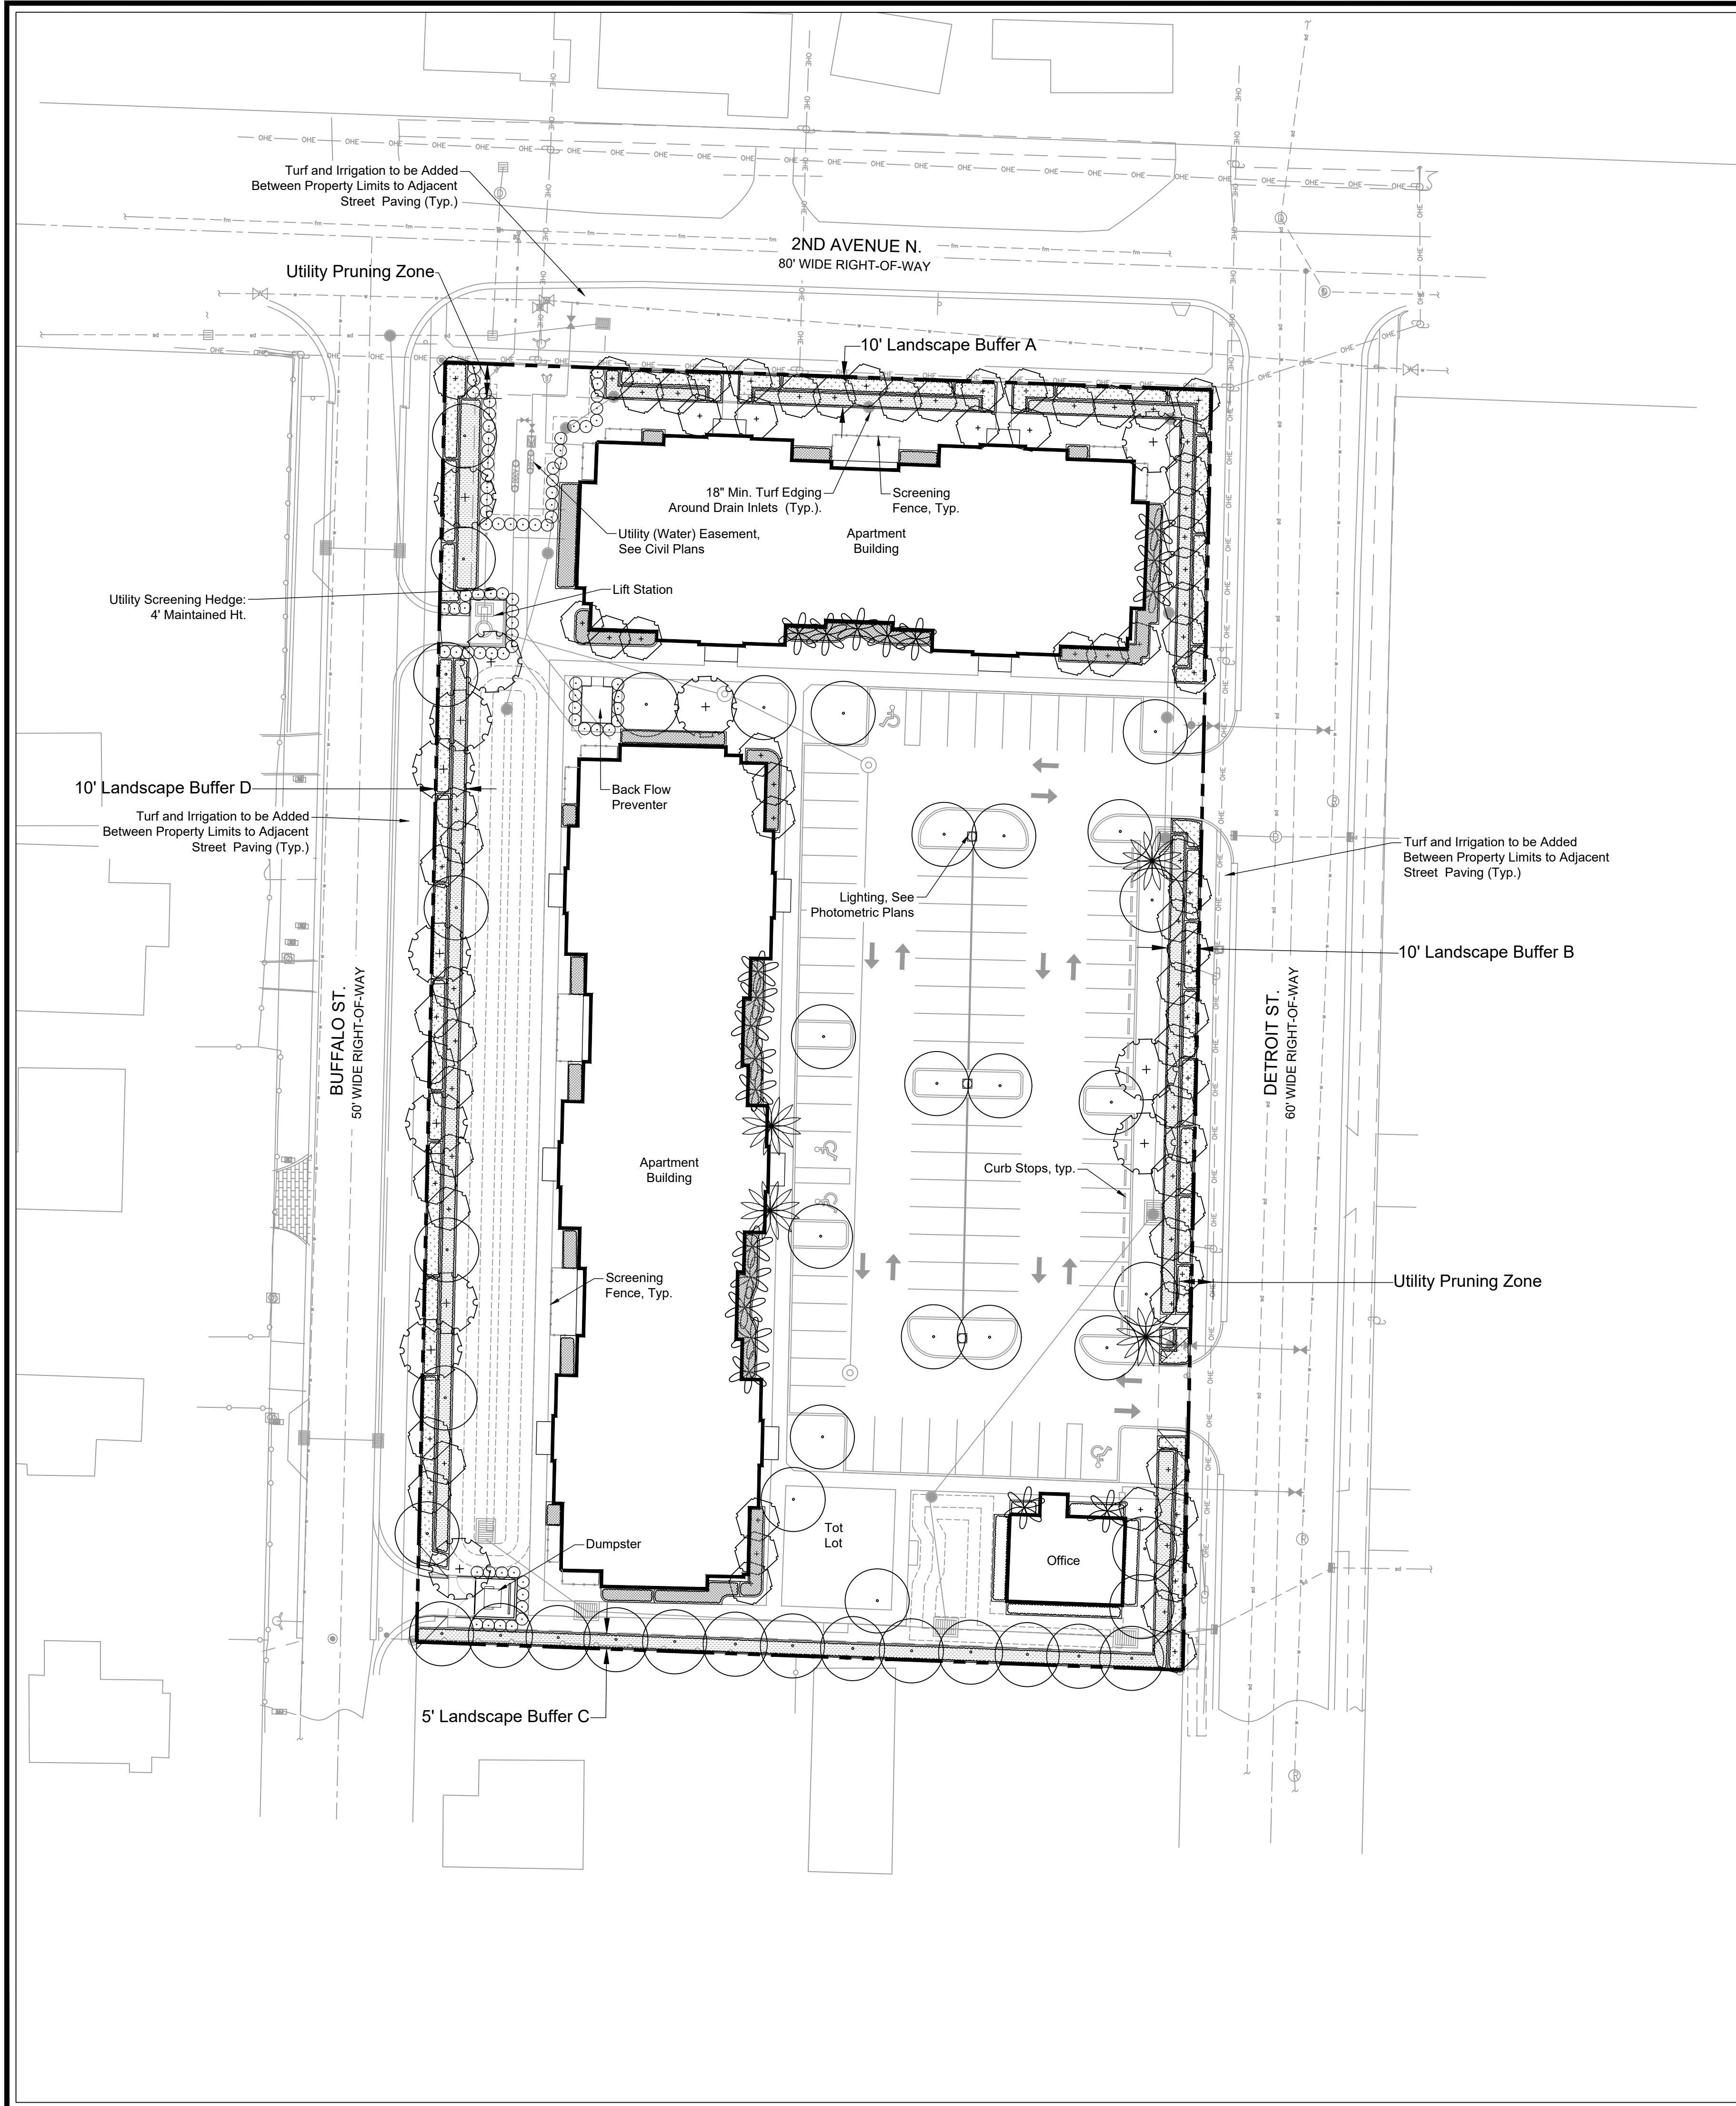 Turf and Irrigation to be Added
Between Property Limits to Adjacent
Street Paving (Typ.)
2ND AVENUE N.
80' WIDE RIGHT-OF-WAY
Utility Pruning Zone
10' Landscape Buffer A
18" Min. Turf Edging
Around Drain Inlets (Typ.).
Screening
Fence, Typ.
Utility (Water) Easement,
See Civil Plans
Apartment
Building
Lift Station
Utility Screening Hedge:
4' Maintained Ht.
10' Landscape Buffer D
Turf and Irrigation to be Added
Between Property Limits to Adjacent
Street Paving (Typ.)
Back Flow
Preventer
Lighting, See
Photometric Plans
Turf and Irrigation to be Added
Between Property Limits to Adjacent
Street Paving (Typ.)
10' Landscape Buffer B
BUFFALO ST.
50' WIDE RIGHT-OF-WAY
DETROIT ST.
60' WIDE RIGHT-OF-WAY
Apartment
Building
Curb Stops, typ.
Screening
Fence, Typ.
Utility Pruning Zone
Tot
Lot
Office
Dumpster
5' Landscape Buffer C